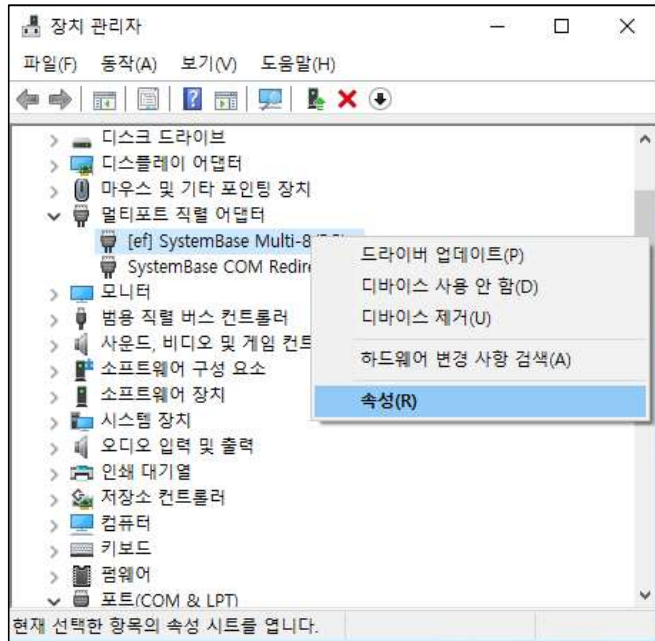 장치 관리자
파일(F) 동작(A) 보기(V) 도움말(H)
디스크 드라이브
디스플레이 어댑터
마우스 및 기타 포인팅 장치
멀티포트 직렬 어댑터
[ef] SystemBase Multi-8
SystemBase COM Redire
모니터
범용 직렬 버스 컨트롤러
사운드, 비디오 및 게임 컨트
소프트웨어 구성 요소
소프트웨어 장치
시스템 장치
오디오 입력 및 출력
인쇄 대기열
저장소 컨트롤러
컴퓨터
키보드
펌웨어
포트(COM & LPT)
드라이버 업데이트(P)
디바이스 사용 안 함(D)
디바이스 제거(U)
하드웨어 변경 사항 검색(A)
속성(R)
현재 선택한 항목의 속성 시트를 엽니다.